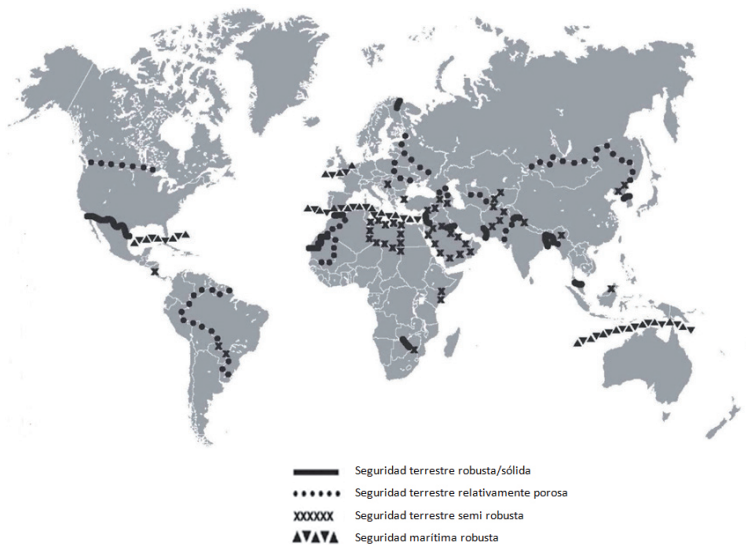 Seguridad terrestre robusta/sólida
Seguridad terrestre relativamente porosa
Seguridad terrestre semi robusta
Seguridad marítima robusta